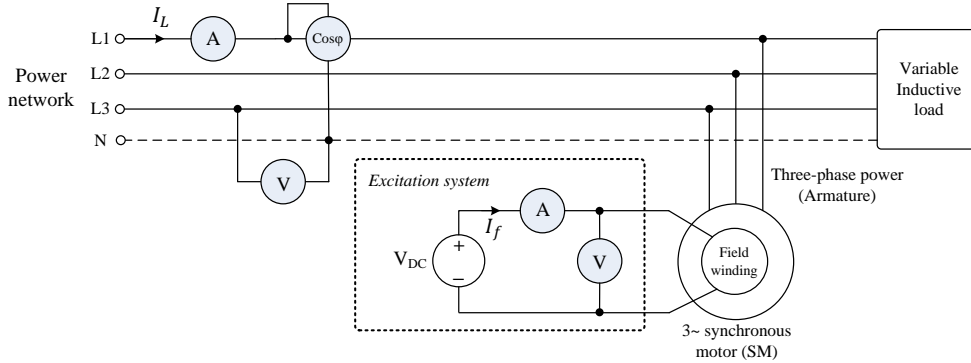 I_L
L1
A
Cosφ
L2
Power
network
L3
N
V
Variable
Inductive
load
Excitation system
Three-phase power
(Armature)
A
I_f
V_DC
+
−
V
Field
winding
3~ synchronous
motor (SM)